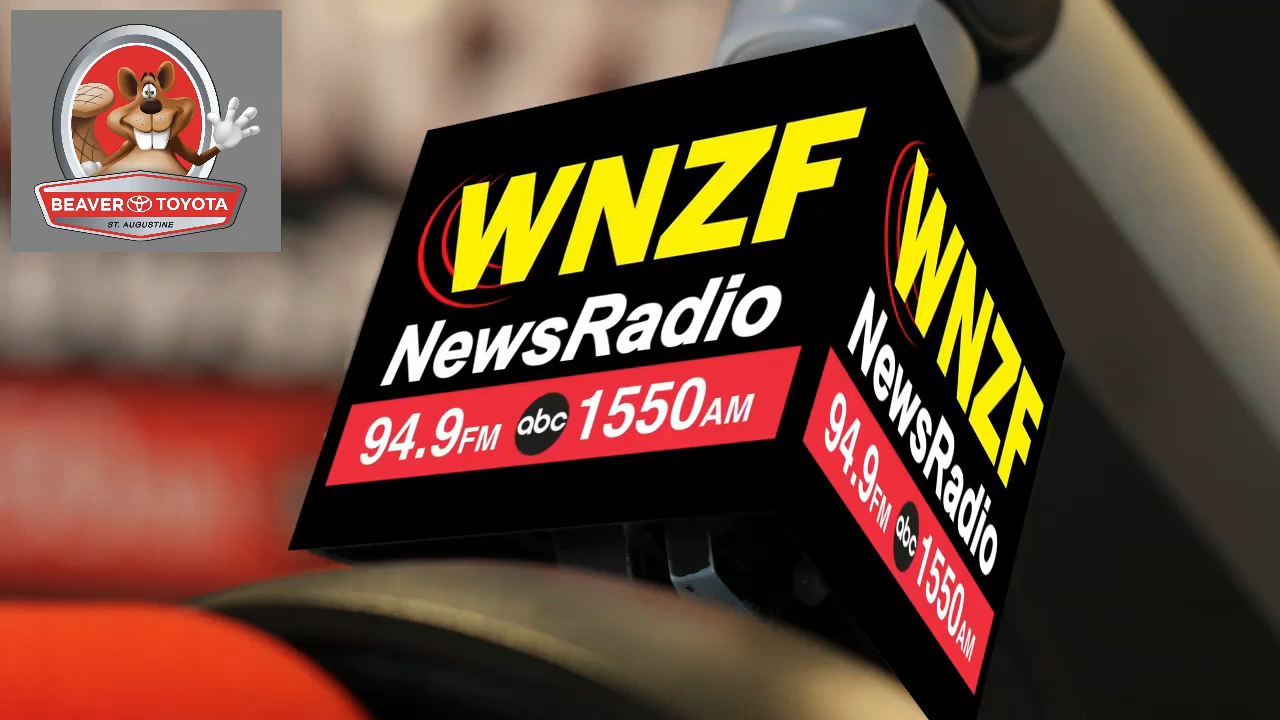 BEAVER TOYOTA
ST. AUGUSTINE
WNZF
NewsRadio
94.9FM abc 1550AM
WNZF
NewsRadio
94.9FM abc 1550AM